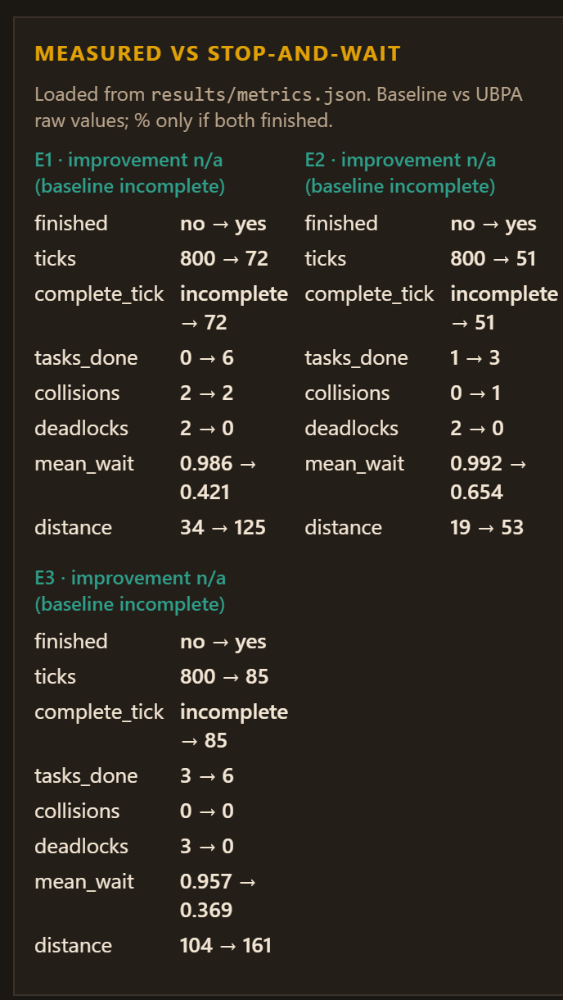 MEASURED VS STOP-AND-WAIT
Loaded from results/metrics.json. Baseline vs UBPA
raw values; % only if both finished.
E1 · improvement n/a
(baseline incomplete)
finished no → yes
ticks 800 → 72
complete_tick incomplete
→ 72
tasks_done 0 → 6
collisions 2 → 2
deadlocks 2 → 0
mean_wait 0.986 →
0.421
distance 34 → 125
E2 · improvement n/a
(baseline incomplete)
finished no → yes
ticks 800 → 51
complete_tick incomplete
→ 51
tasks_done 1 → 3
collisions 0 → 1
deadlocks 2 → 0
mean_wait 0.992 →
0.654
distance 19 → 53
E3 · improvement n/a
(baseline incomplete)
finished no → yes
ticks 800 → 85
complete_tick incomplete
→ 85
tasks_done 3 → 6
collisions 0 → 0
deadlocks 3 → 0
mean_wait 0.957 →
0.369
distance 104 → 161